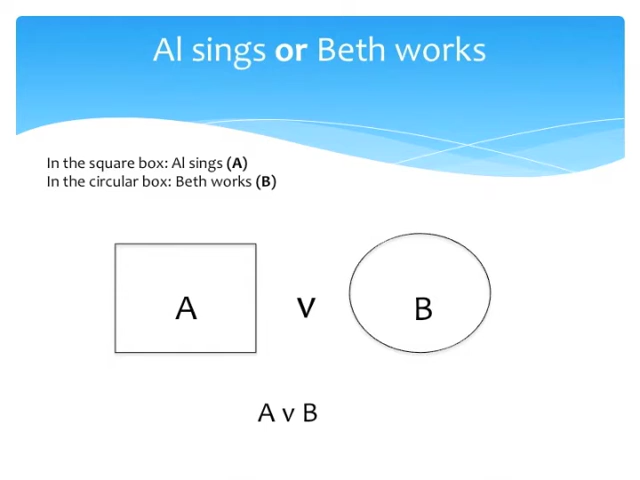 Al sings or Beth works
In the square box: Al sings (A)
In the circular box: Beth works (B)
A v B
A v B